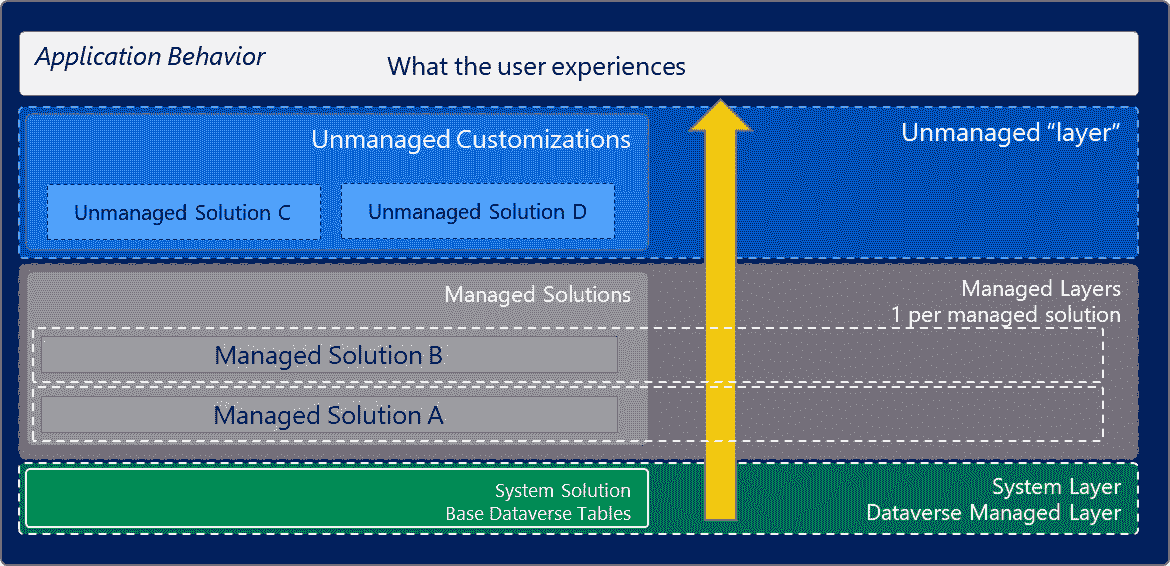 Application Behavior
What the user experiences
Unmanaged Customizations
Unmanaged “layer”
Unmanaged Solution C
Unmanaged Solution D
Managed Solutions
Managed Layers
1 per managed solution
Managed Solution B
Managed Solution A
System Solution
Base Dataverse Tables
System Layer
Dataverse Managed Layer